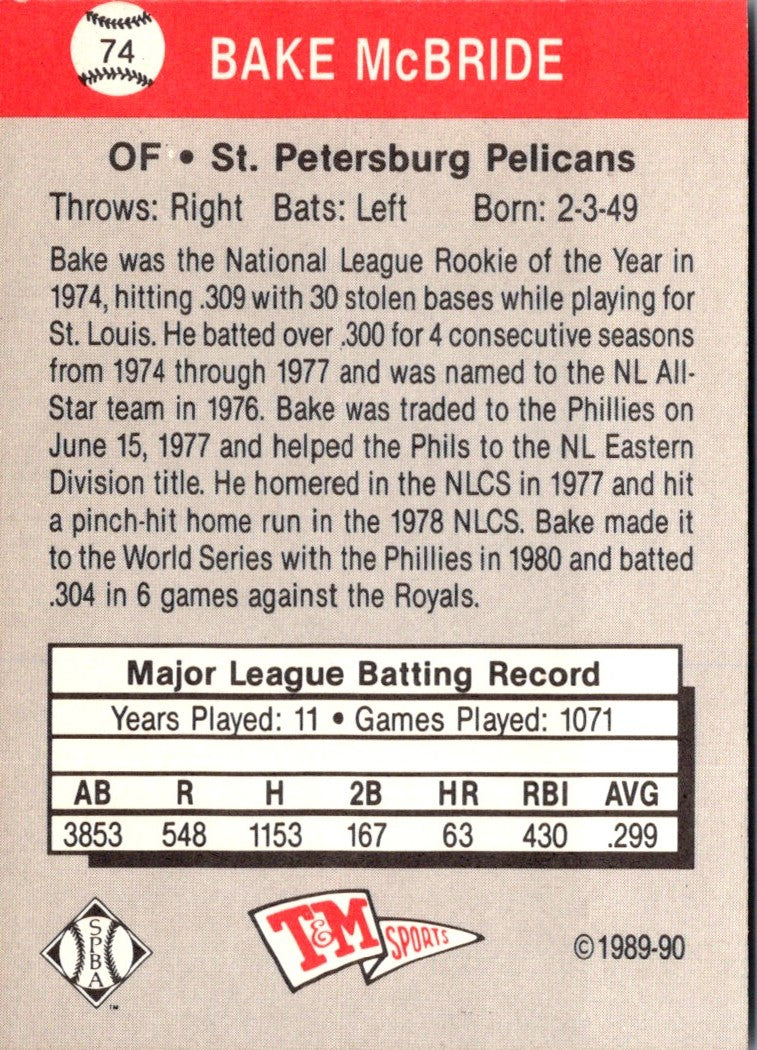 74
BAKE McBRIDE
OF • St. Petersburg Pelicans
Throws: Right Bats: Left Born: 2-3-49
Bake was the National League Rookie of the Year in
1974, hitting .309 with 30 stolen bases while playing for
St. Louis. He batted over .300 for 4 consecutive seasons
from 1974 through 1977 and was named to the NL All-
Star team in 1976. Bake was traded to the Phillies on
June 15, 1977 and helped the Phils to the NL Eastern
Division title. He homered in the NLCS in 1977 and hit
a pinch-hit home run in the 1978 NLCS. Bake made it
to the World Series with the Phillies in 1980 and batted
.304 in 6 games against the Royals.
Major League Batting Record
Years Played: 11 • Games Played: 1071
AB R H 2B HR RBI AVG
3853 548 1153 167 63 430 .299
SPBA
™
T&M
SPORTS
©1989-90